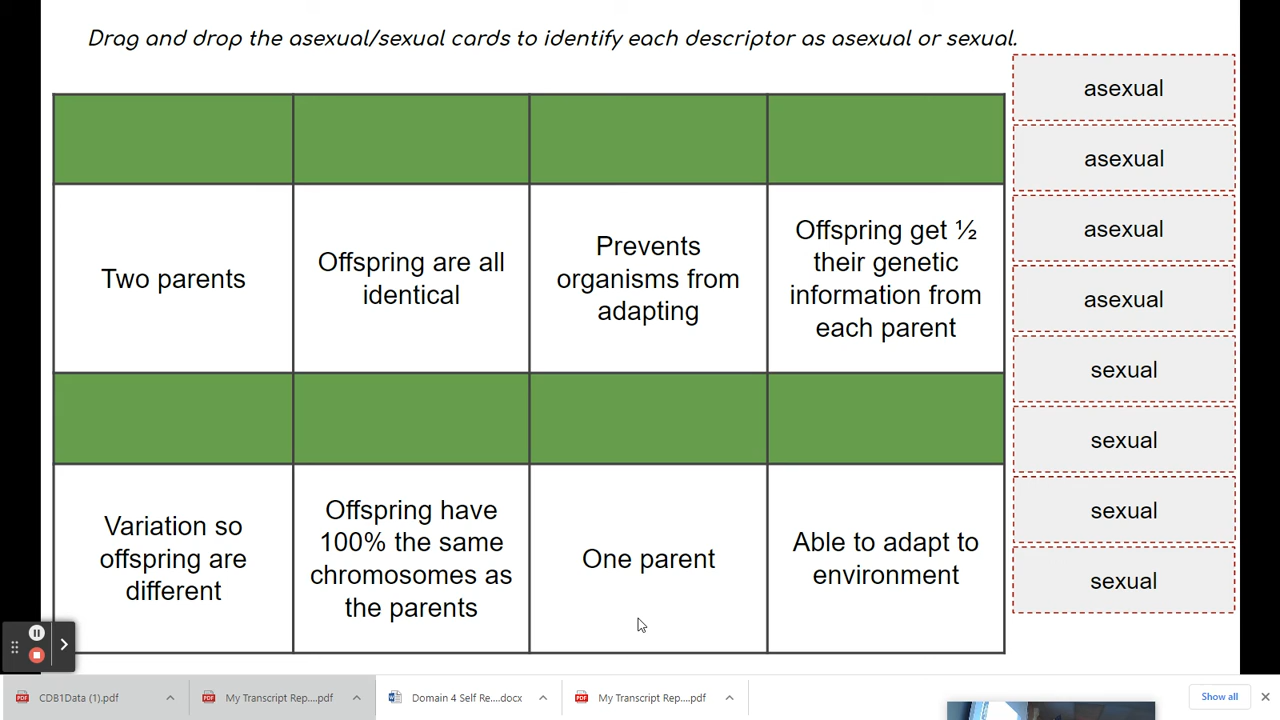 Drag and drop the asexual/sexual cards to identify each descriptor as asexual or sexual.
Two parents
Offspring are all
identical
Prevents
organisms from
adapting
Offspring get ½
their genetic
information from
each parent
Variation so
offspring are
different
Offspring have
100% the same
chromosomes as
the parents
One parent
Able to adapt to
environment
asexual
asexual
asexual
asexual
sexual
sexual
sexual
sexual
CDB1Data (1).pdf
My Transcript Rep....pdf
Domain 4 Self Re....docx
My Transcript Rep....pdf
Show all